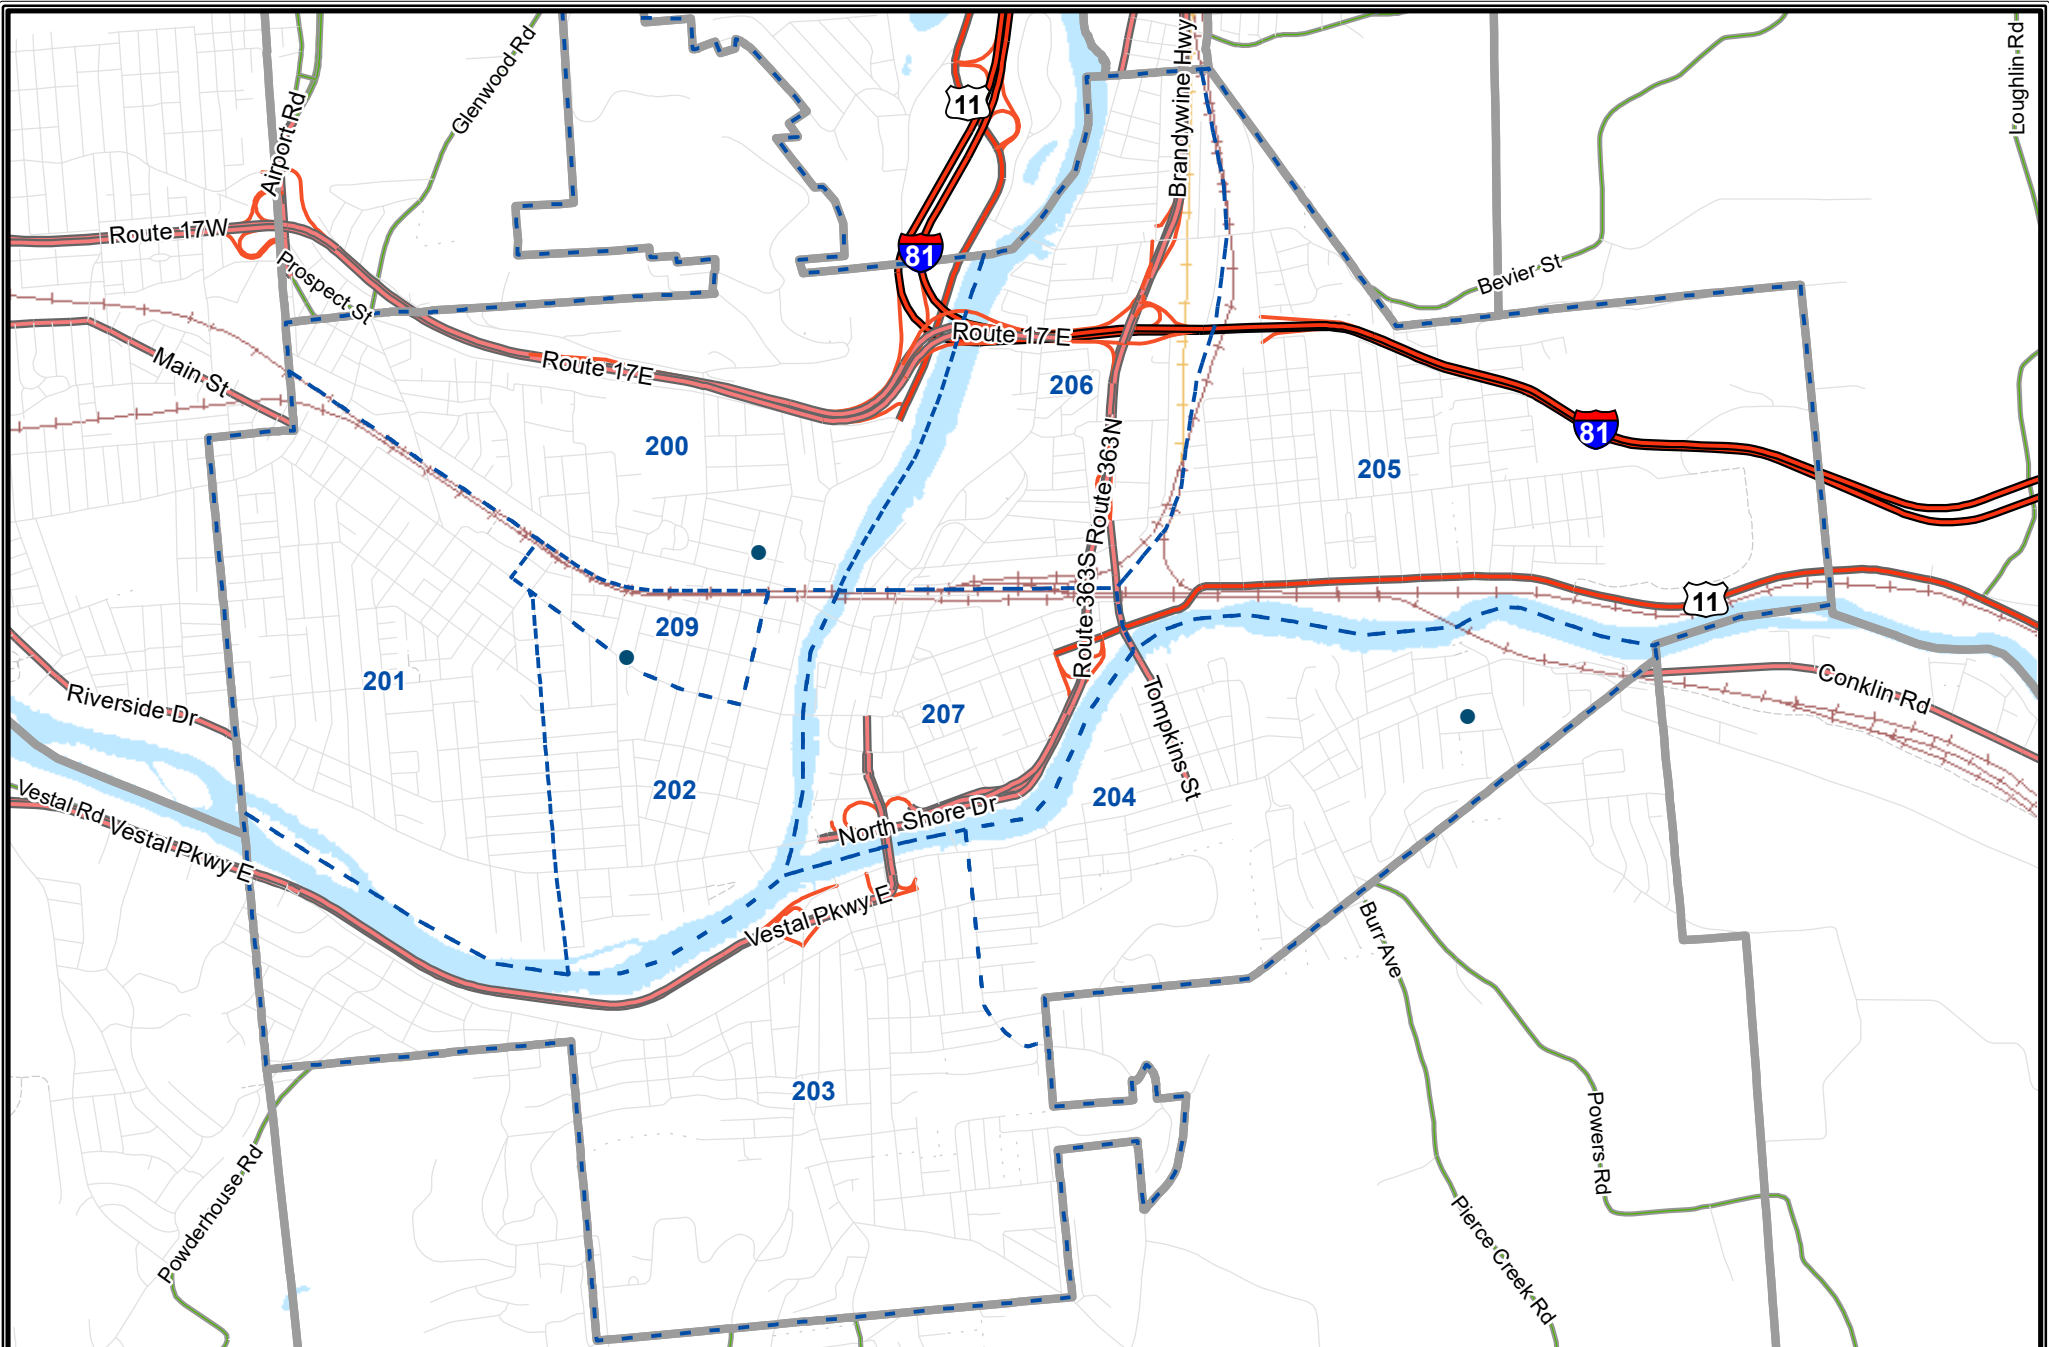 Glenwood Rd
Airport Rd
11
Brandywine Hwy
Loughlin Rd
Route 17W
Prospect St
81
Bevier St
Route 17 E
Main St
Route 17E
206
81
200
205
Route 363N
Route 363S
11
209
201
Riverside Dr
207
Tompkins St
Conklin Rd
202
204
Vestal Rd
Vestal Pkwy E
North Shore Dr
Vestal Pkwy E
Burr Ave
203
Powers Rd
Powderhouse Rd
Pierce Creek Rd